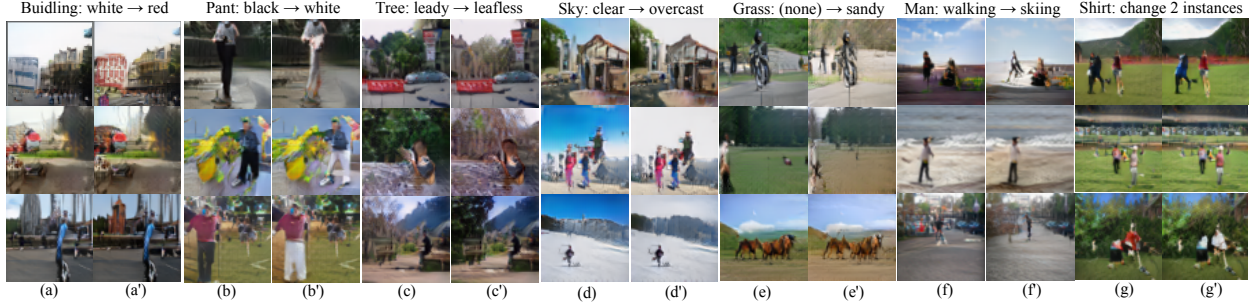 Buidling: white → red
Pant: black → white
Tree: leady → leafless
Sky: clear → overcast
Grass: (none) → sandy
Man: walking → skiing
Shirt: change 2 instances
(a) (a') (b) (b') (c) (c') (d) (d') (e) (e') (f) (f') (g) (g')